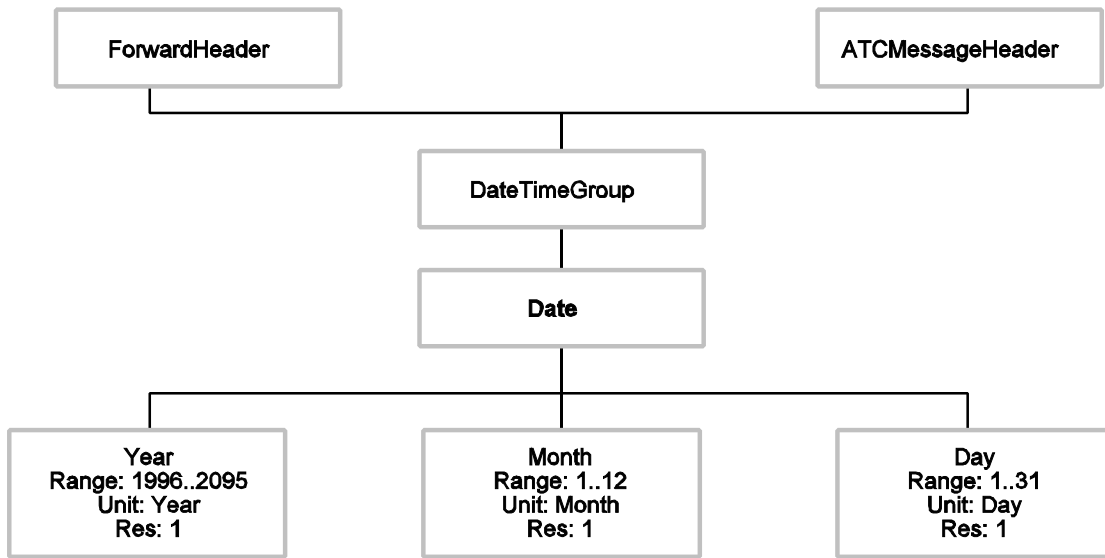 ForwardHeader
ATCMessageHeader
DateTimeGroup
Date
Year
Range: 1996..2095
Unit: Year
Res: 1
Month
Range: 1..12
Unit: Month
Res: 1
Day
Range: 1..31
Unit: Day
Res: 1